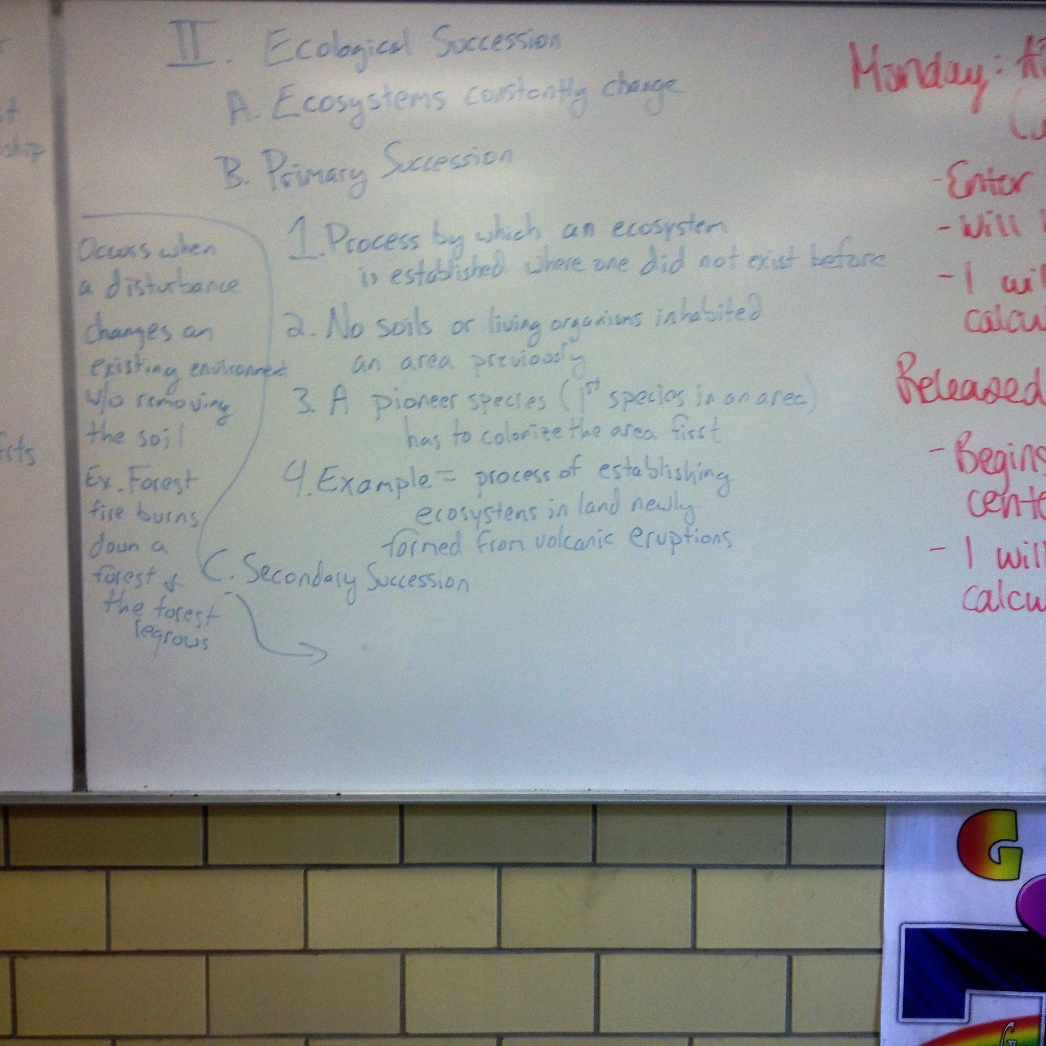 II. Ecological Succession
A. Ecosystems constantly change
B. Primary Succession
1. Process by which an ecosystem
is established where one did not exist before
2. No soils or living organisms inhabited
an area previously
3. A pioneer species (1st species in an area)
has to colonize the area first
4. Example = process of establishing
ecosystems in land newly
formed from volcanic eruptions
C. Secondary Succession
Occurs when
a disturbance
changes an
existing environment
w/o removing
the soil
Ex. Forest
fire burns
down a
forest &
the forest
regrows
Monday:
- Enter
- Will
- I wil
calcu
Released
- Begins
cente
- I will
calcu
G